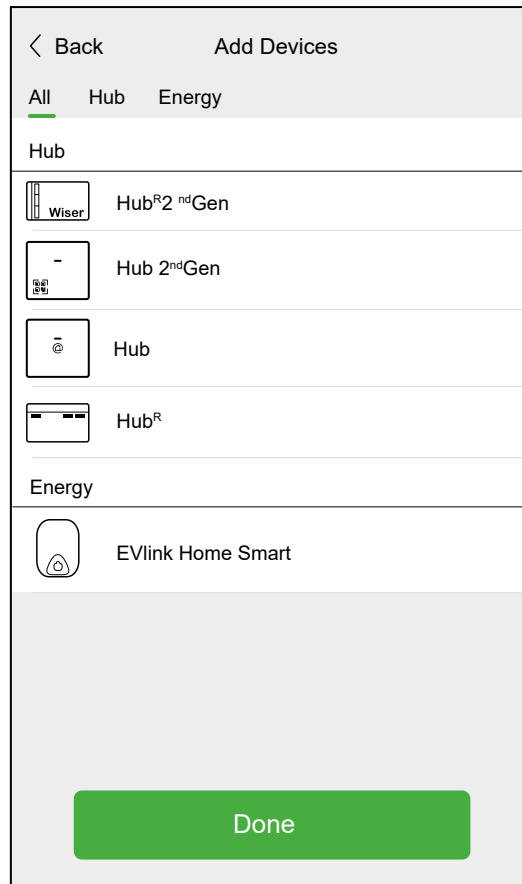 Back Add Devices
All Hub Energy
Hub
Wiser Hubᴿ2 ⁿᵈGen
Hub 2ⁿᵈGen
@ Hub
Hubᴿ
Energy
EVlink Home Smart
Done